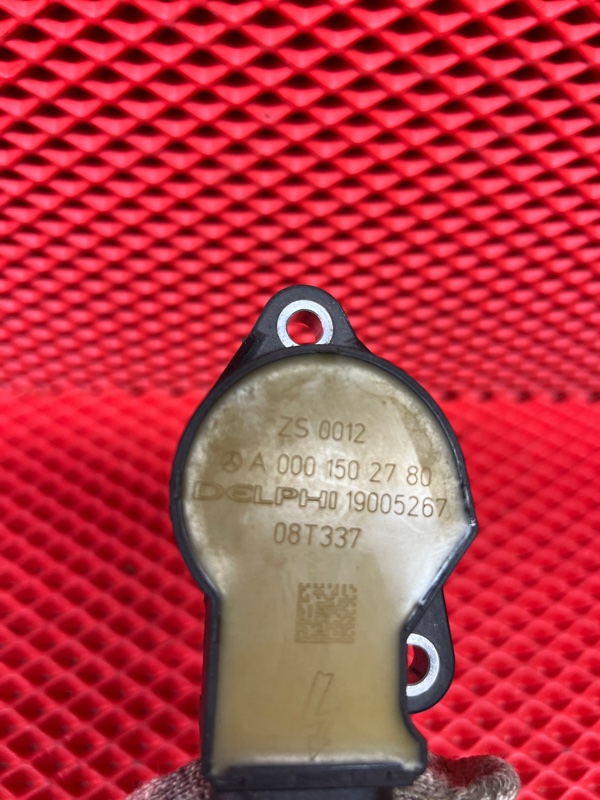 ZS 0012
A 000 150 27 80
DELPHI 19005267
08T337